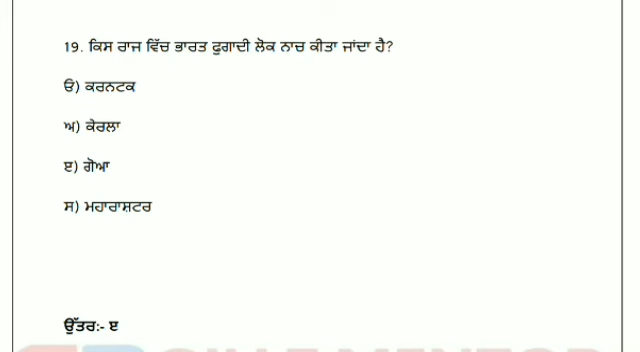 19. ਕਿਸ ਰਾਜ ਵਿੱਚ ਭਾਰਤ ਫੁਗਾਦੀ ਲੋਕ ਨਾਚ ਕੀਤਾ ਜਾਂਦਾ ਹੈ?
ੳ) ਕਰਨਟਕ
ਅ) ਕੇਰਲਾ
ੲ) ਗੋਆ
ਸ) ਮਹਾਰਾਸ਼ਟਰ
ਉੱਤਰ:- ੲ